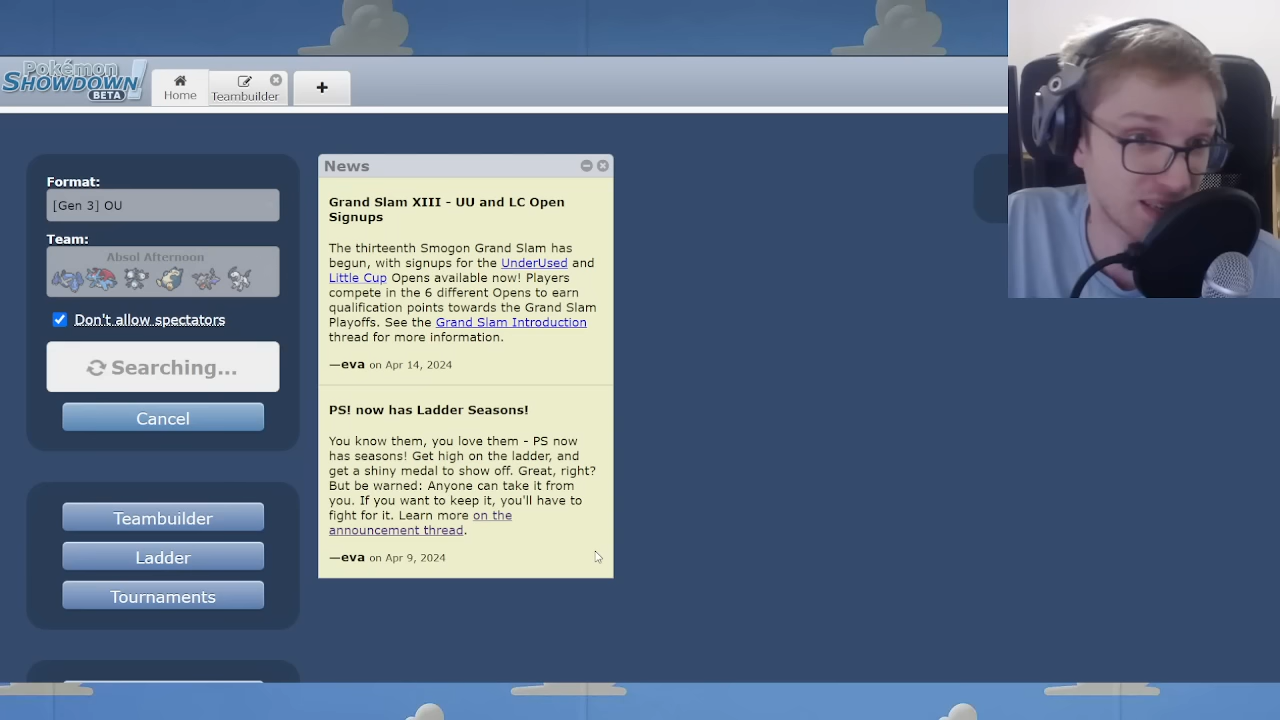 Pokémon
SHOWDOWN!
BETA
Home
Teambuilder
+
Format:
[Gen 3] OU
Team:
Absol Afternoon
Don't allow spectators
Searching...
Cancel
Teambuilder
Ladder
Tournaments
News
Grand Slam XIII - UU and LC Open
Signups
The thirteenth Smogon Grand Slam has
begun, with signups for the UnderUsed and
Little Cup Opens available now! Players
compete in the 6 different Opens to earn
qualification points towards the Grand Slam
Playoffs. See the Grand Slam Introduction
thread for more information.
—eva on Apr 14, 2024
PS! now has Ladder Seasons!
You know them, you love them - PS now
has seasons! Get high on the ladder, and
get a shiny medal to show off. Great, right?
But be warned: Anyone can take it from
you. If you want to keep it, you'll have to
fight for it. Learn more on the
announcement thread.
—eva on Apr 9, 2024